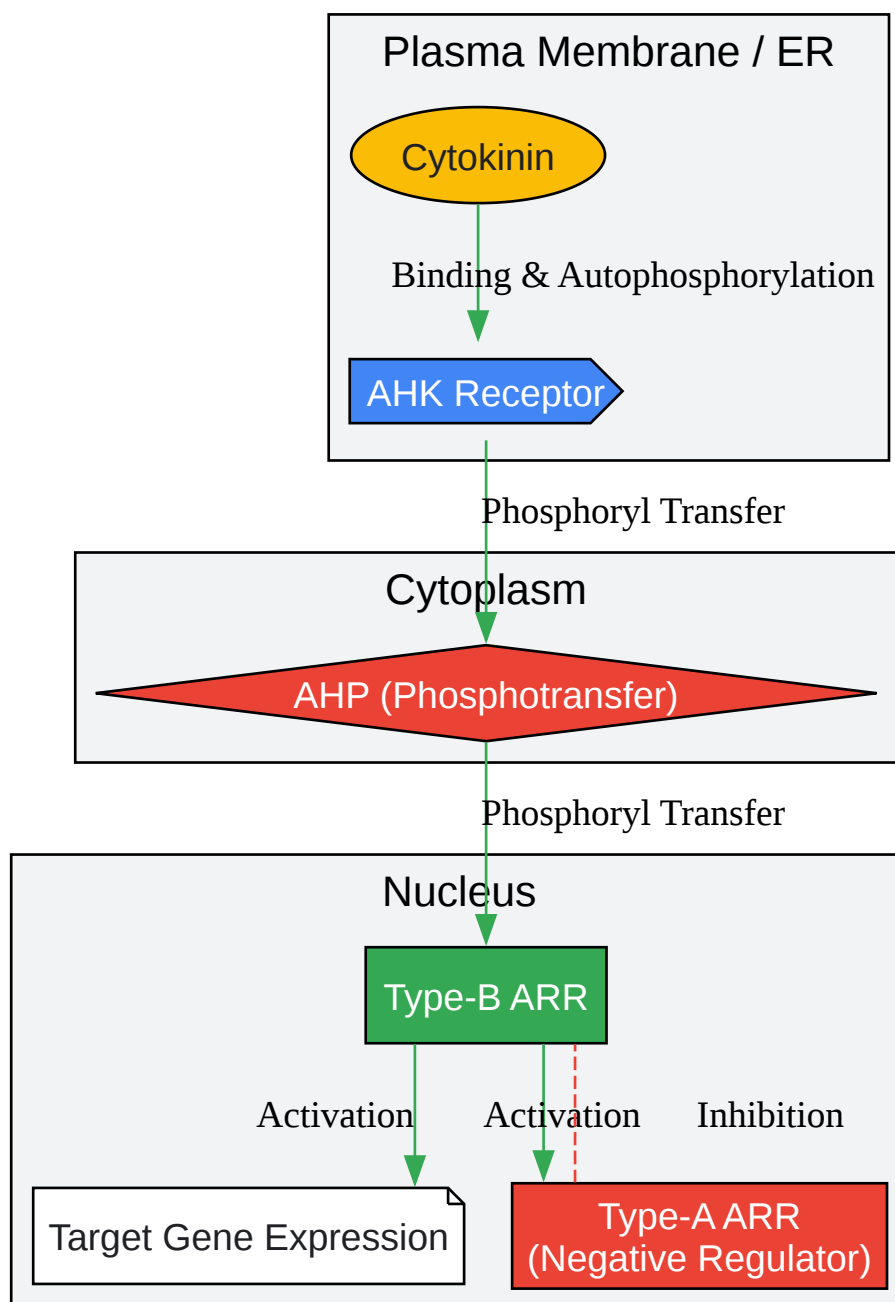 Plasma Membrane / ER
Cytokinin
Binding & Autophosphorylation
AHK Receptor
Phosphoryl Transfer
Cytoplasm
AHP (Phosphotransfer)
Phosphoryl Transfer
Nucleus
Type-B ARR
Activation
Activation
Inhibition
Target Gene Expression
Type-A ARR
(Negative Regulator)